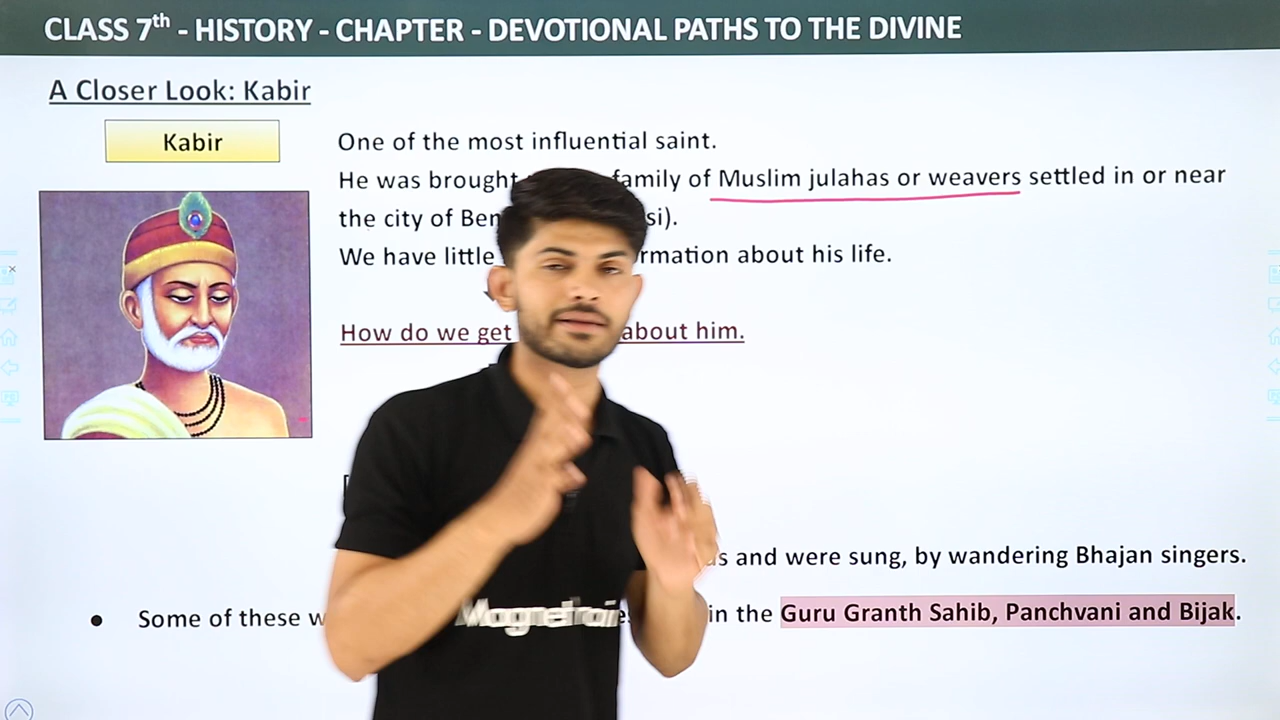 CLASS 7th - HISTORY - CHAPTER - DEVOTIONAL PATHS TO THE DIVINE
A Closer Look: Kabir
Kabir
One of the most influential saint.
He was brought family of Muslim julahas or weavers settled in or near
the city of Ben si).
We have little rmation about his life.
How do we get about him.
s and were sung, by wandering Bhajan singers.
Some of these w in the Guru Granth Sahib, Panchvani and Bijak.